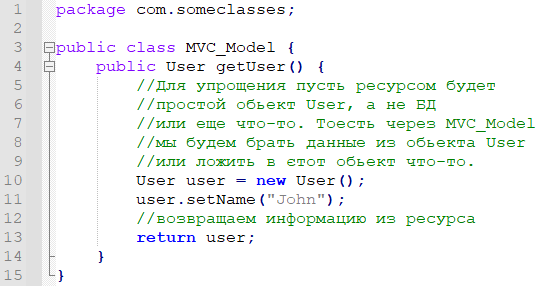 1 package com.someclasses;
2
3 public class MVC_Model {
4 public User getUser() {
5 //Для упрощения пусть ресурсом будет
6 //простой обьект User, а не БД
7 //или еще что-то. Тоесть через MVC_Model
8 //мы будем брать данные из обьекта User
9 //или ложить в єтот обьект что-то.
10 User user = new User();
11 user.setName("John");
12 //возвращаем информацию из ресурса
13 return user;
14 }
15 }